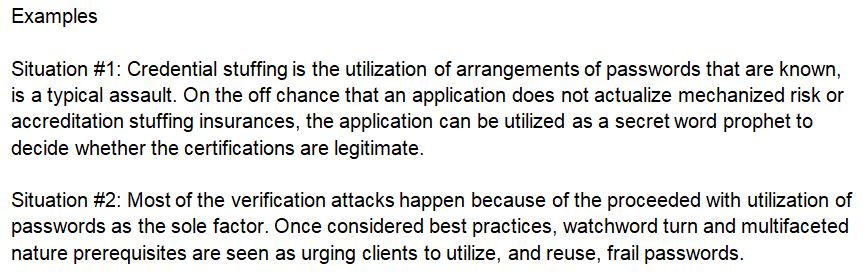 Examples
Situation #1: Credential stuffing is the utilization of arrangements of passwords that are known,
is a typical assault. On the off chance that an application does not actualize mechanized risk or
accreditation stuffing insurances, the application can be utilized as a secret word prophet to
decide whether the certifications are legitimate.
Situation #2: Most of the verification attacks happen because of the proceeded with utilization of
passwords as the sole factor. Once considered best practices, watchword turn and multifaceted
nature prerequisites are seen as urging clients to utilize, and reuse, frail passwords.